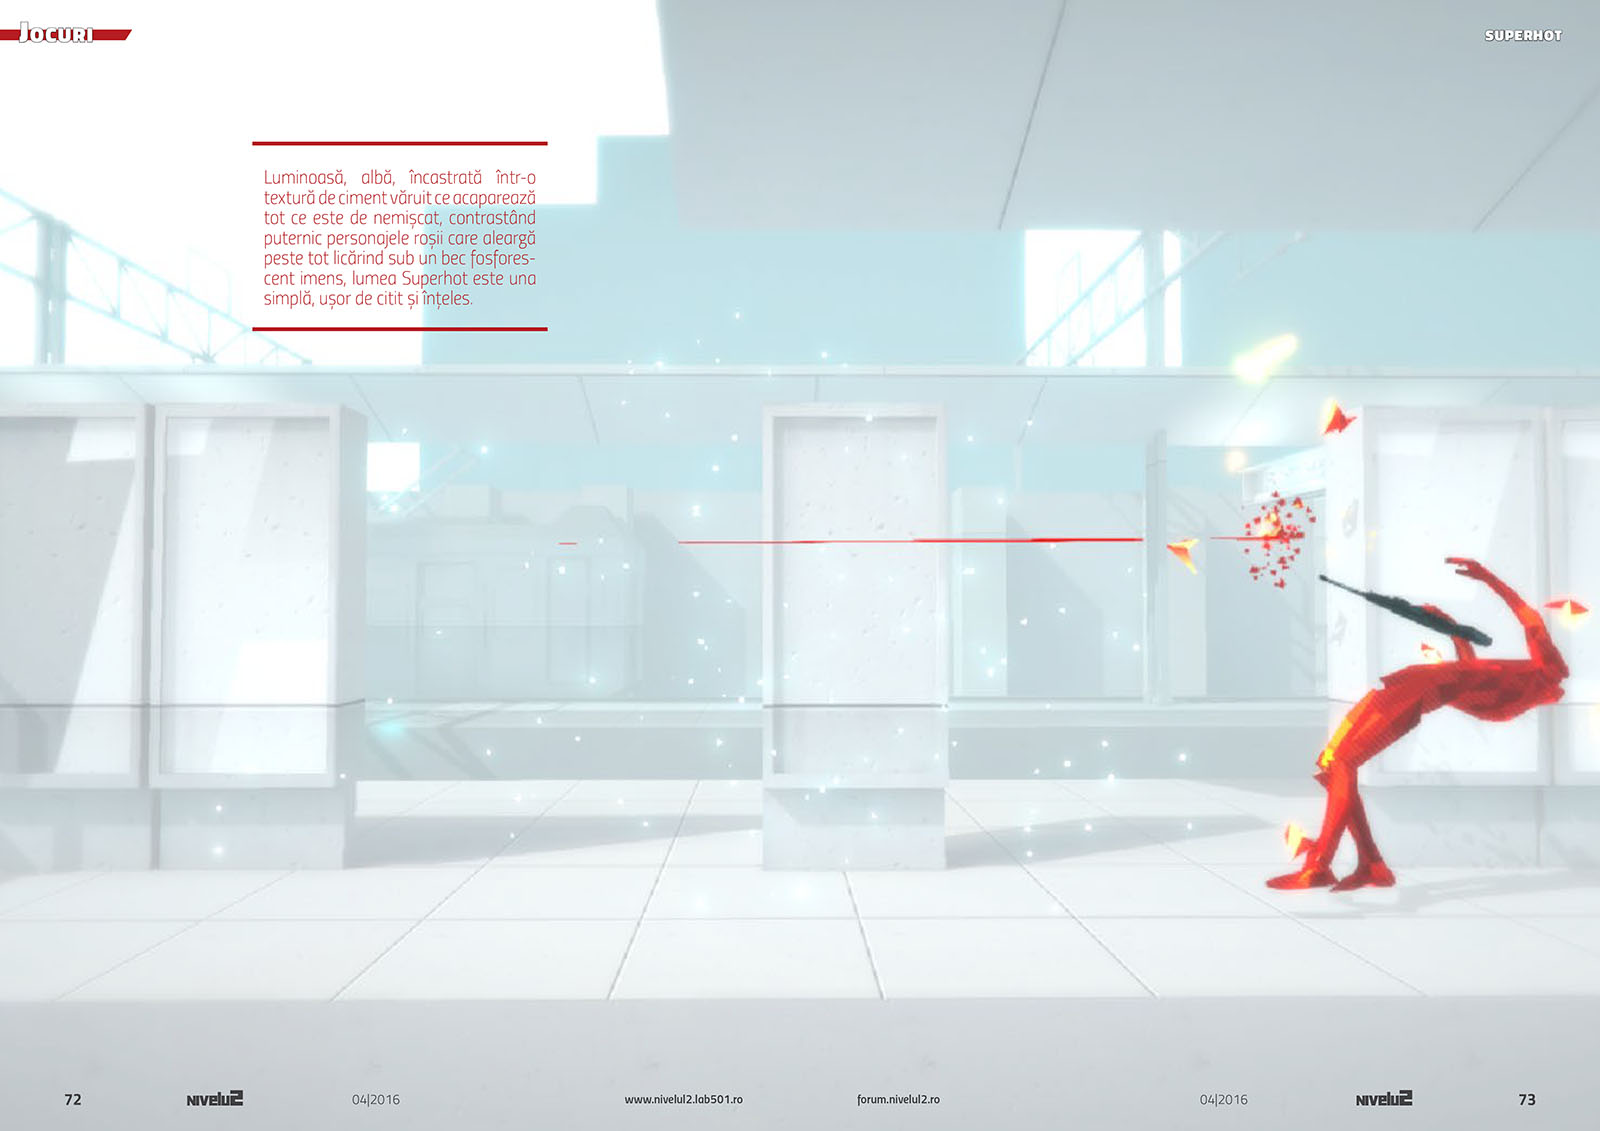 JOCURI
SUPERHOT
Luminoasă, albă, încastrată într-o
textură de ciment văruit ce acaparează
tot ce este de nemișcat, contrastând
puternic personajele roșii care aleargă
peste tot licărind sub un bec fosfores-
cent imens, lumea Superhot este una
simplă, ușor de citit și înțeles.
72 NIVELU2 04|2016 www.nivelul2.lab501.ro forum.nivelul2.ro 04|2016 NIVELU2 73